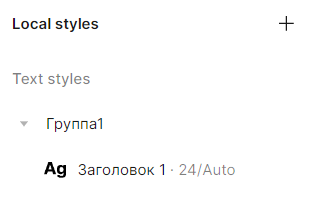 Local styles
Text styles
Группа1
Ag Заголовок 1 · 24/Auto